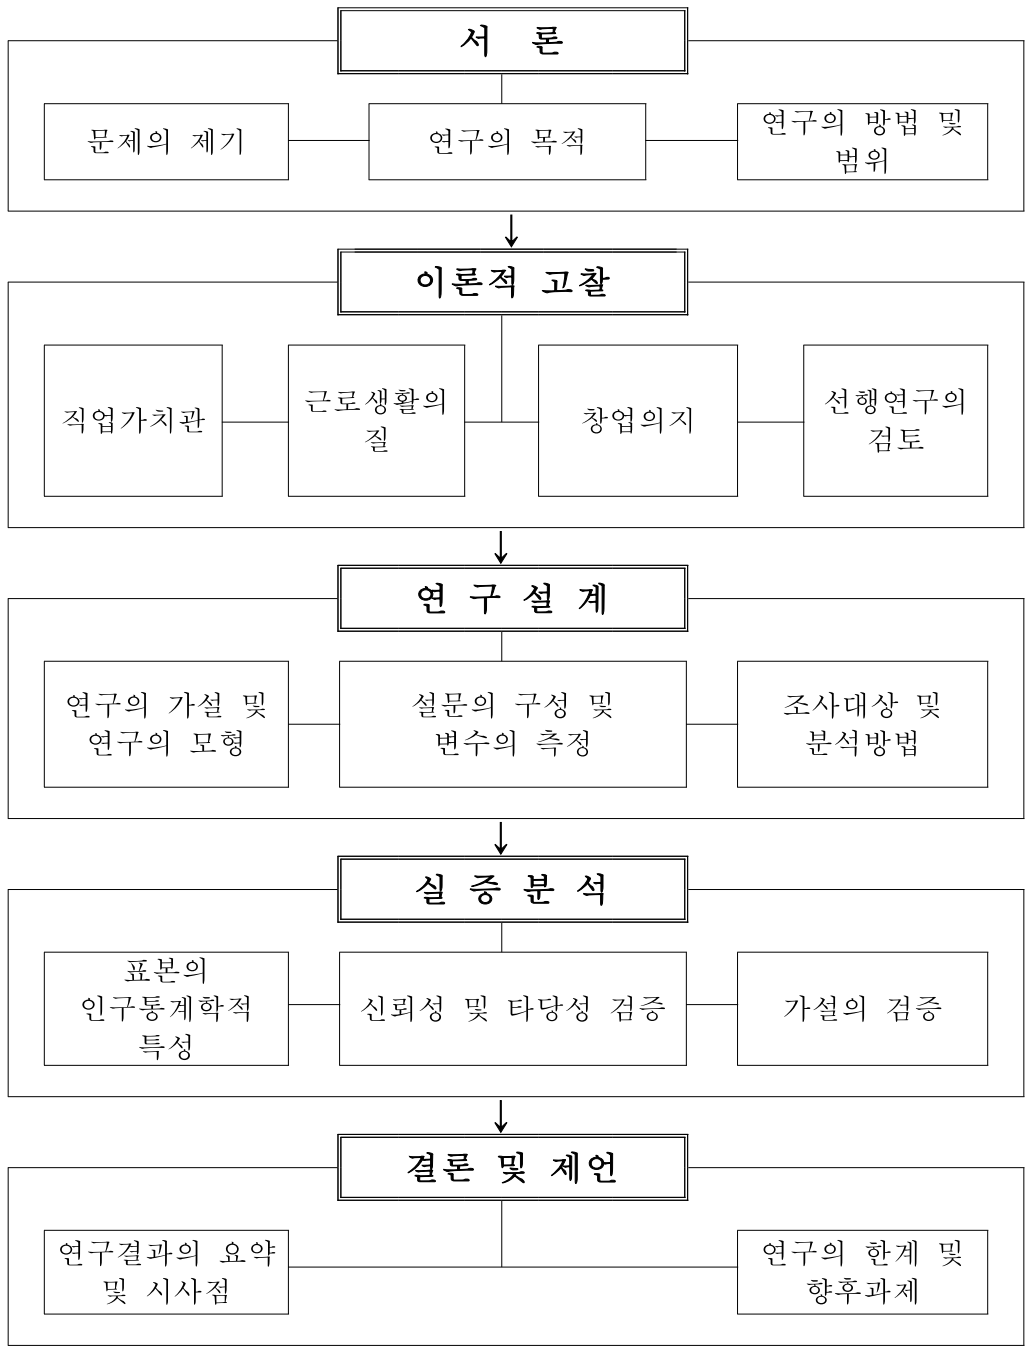 서 론
문제의 제기
연구의 목적
연구의 방법 및
범위
이론적 고찰
직업가치관
근로생활의
질
창업의지
선행연구의
검토
연 구 설 계
연구의 가설 및
연구의 모형
설문의 구성 및
변수의 측정
조사대상 및
분석방법
실 증 분 석
표본의
인구통계학적
특성
신뢰성 및 타당성 검증
가설의 검증
결론 및 제언
연구결과의 요약
및 시사점
연구의 한계 및
향후과제